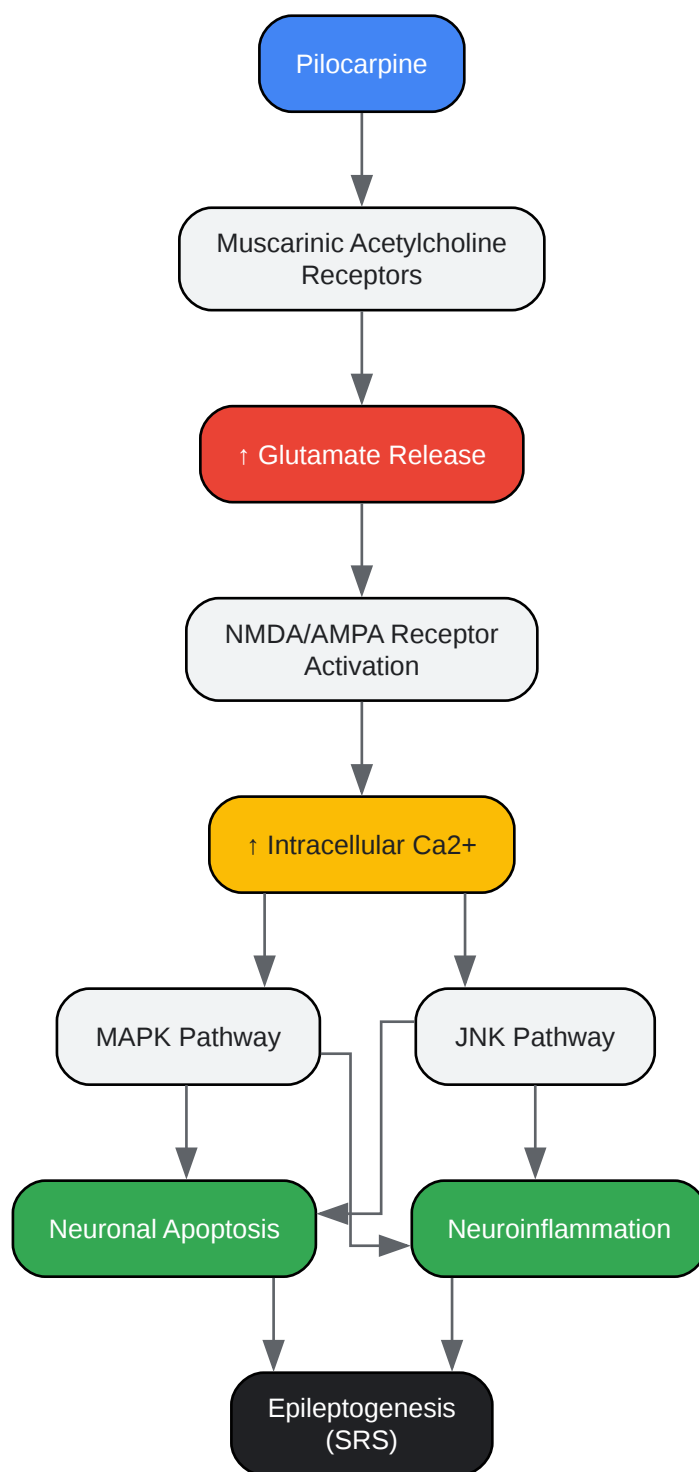 Pilocarpine
Muscarinic Acetylcholine
Receptors
↑ Glutamate Release
NMDA/AMPA Receptor
Activation
↑ Intracellular Ca2+
MAPK Pathway
JNK Pathway
Neuronal Apoptosis
Neuroinflammation
Epileptogenesis
(SRS)